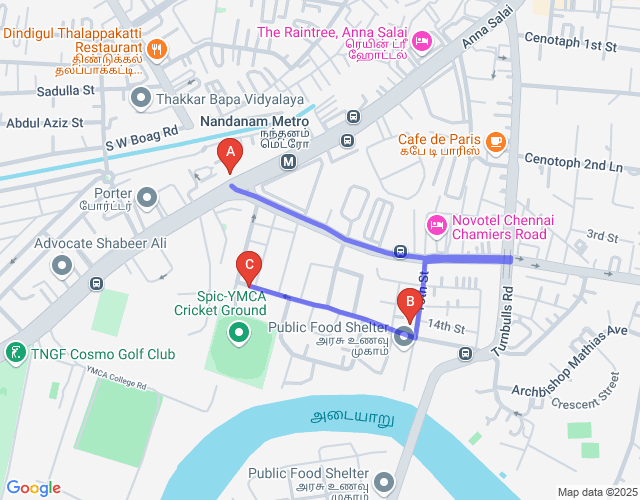 Dindigul Thalappakatti
Restaurant
திண்டுக்கல்
தலப்பாக்கட்டி...
The Raintree, Anna Salai
ரெயின் ட்ரீ
ஹோட்டல்
Anna Salai
Cenotaph 1st St
Sadulla St
Thakkar Bapa Vidyalaya
Abdul Aziz St
S W Boag Rd
Nandanam Metro
நந்தனம்
மெட்ரோ
M
Cafe de Paris
கபே டி பாரிஸ்
Cenotaph 2nd Ln
A
Porter
போர்ட்டர்
Novotel Chennai
Chamiers Road
3rd St
Advocate Shabeer Ali
C
Spic-YMCA
Cricket Ground
B
14th St
Turnbulls Rd
Public Food Shelter
அரசு உணவு
முகாம்
TNGF Cosmo Golf Club
YMCA College Rd
Archbishop Mathias Ave
Crescent Street
அடையாறு
Public Food Shelter
அரசு உணவு
முகாம்
Google
Map data ©2025